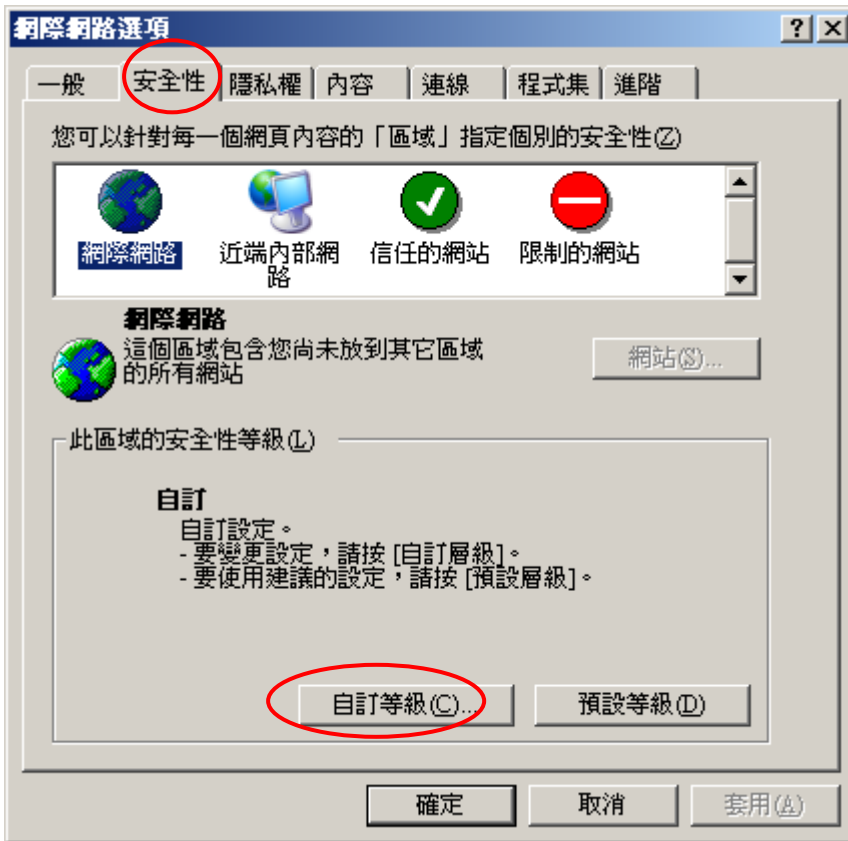 網際網路選項
一般 安全性 隱私權 內容 連線 程式集 進階
您可以針對每一個網頁內容的「區域」指定個別的安全性(Z)
網際網路 近端內部網路 信任的網站 限制的網站
網際網路
這個區域包含您尚未放到其它區域
的所有網站
網站(S)...
此區域的安全性等級(L)
自訂
自訂設定。
- 要變更設定，請按 [自訂層級]。
- 要使用建議的設定，請按 [預設層級]。
自訂等級(C)... 預設等級(D)
確定 取消 套用(A)